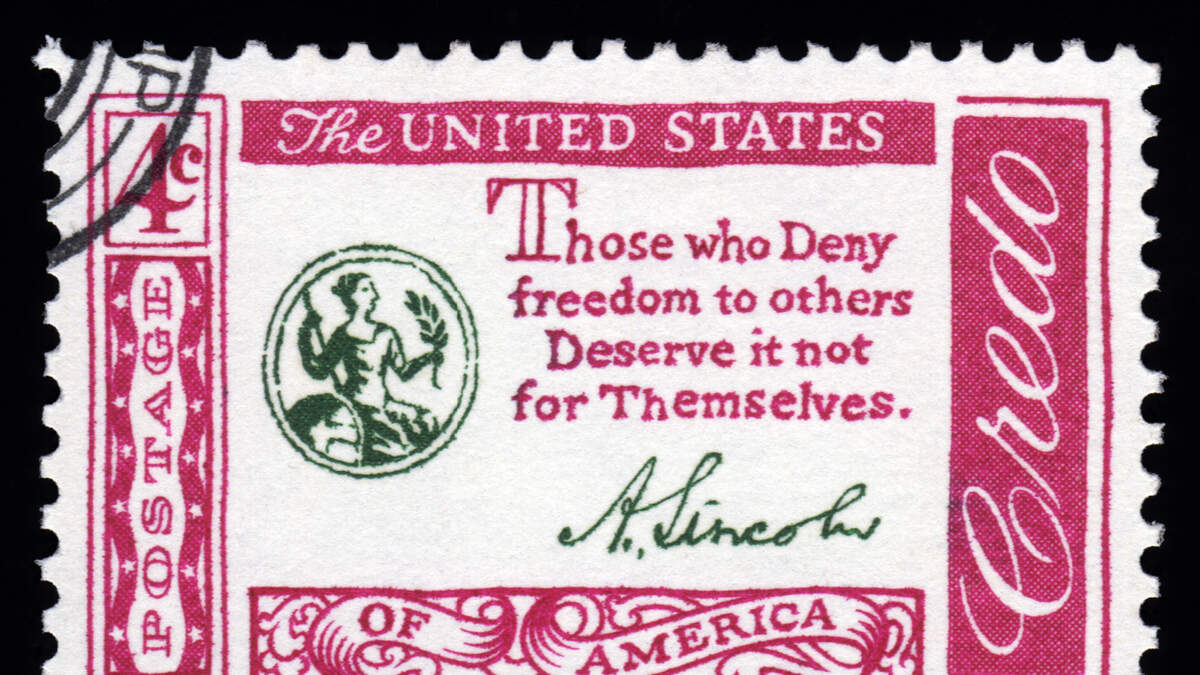 4c
The UNITED STATES
Those who Deny
freedom to others
Deserve it not
for Themselves.
A. Lincoln
OF AMERICA
POSTAGE
Credo